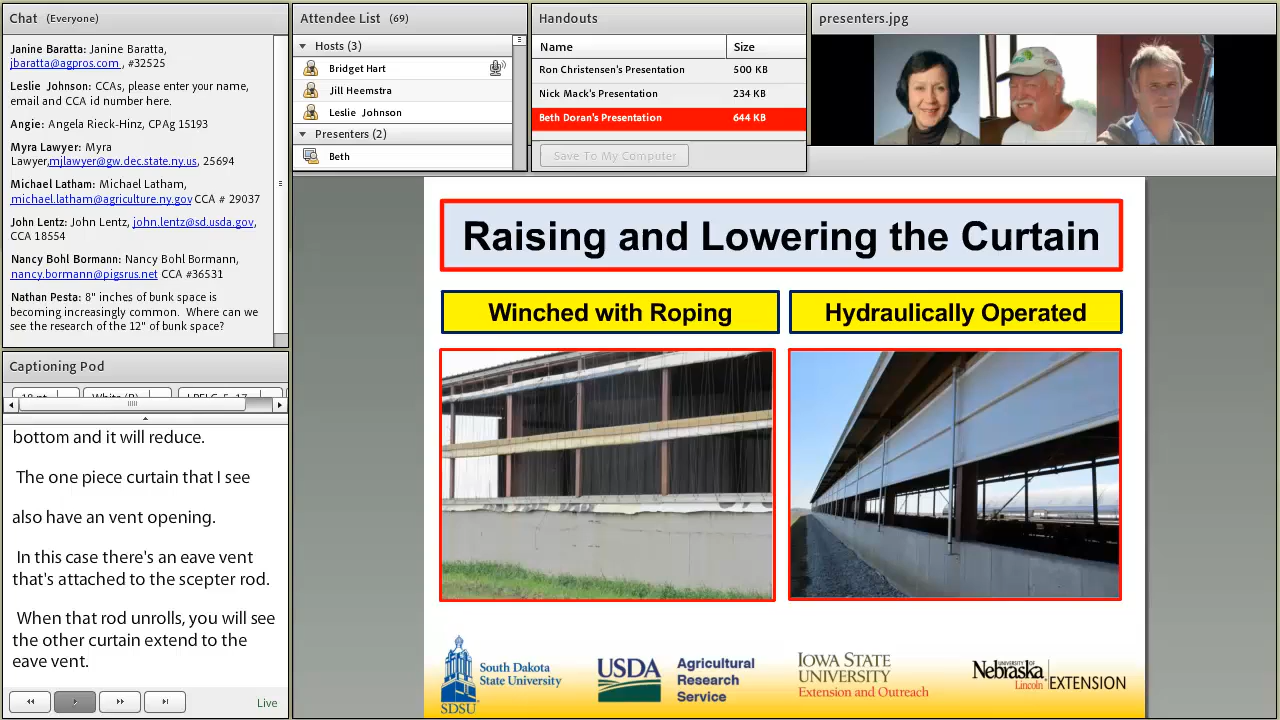 Chat (Everyone)
Janine Baratta: Janine Baratta,
jbaratta@agpros.com , #32525
Leslie Johnson: CCAs, please enter your name,
email and CCA id number here.
Angie: Angela Rieck-Hinz, CPAg 15193
Myra Lawyer: Myra
Lawyer,mjlawyer@gw.dec.state.ny.us, 25694
Michael Latham: Michael Latham,
michael.latham@agriculture.ny.gov CCA # 29037
John Lentz: John Lentz, john.lentz@sd.usda.gov,
CCA 18554
Nancy Bohl Bormann: Nancy Bohl Bormann,
nancy.bormann@pigsrus.net CCA #36531
Nathan Pesta: 8" inches of bunk space is
becoming increasingly common. Where can we
see the research of the 12" of bunk space?
Captioning Pod
bottom and it will reduce.
The one piece curtain that I see
also have an vent opening.
In this case there's an eave vent
that's attached to the scepter rod.
When that rod unrolls, you will see
the other curtain extend to the
eave vent.
Live
Attendee List (69)
Hosts (3)
Bridget Hart
Jill Heemstra
Leslie Johnson
Presenters (2)
Beth
Handouts
Name Size
Ron Christensen's Presentation 500 KB
Nick Mack's Presentation 234 KB
Beth Doran's Presentation 644 KB
Save To My Computer
presenters.jpg
Raising and Lowering the Curtain
Winched with Roping
Hydraulically Operated
SDSU
South Dakota
State University
USDA
Agricultural
Research
Service
IOWA STATE
UNIVERSITY
Extension and Outreach
UNIVERSITY OF
Nebraska
Lincoln
EXTENSION